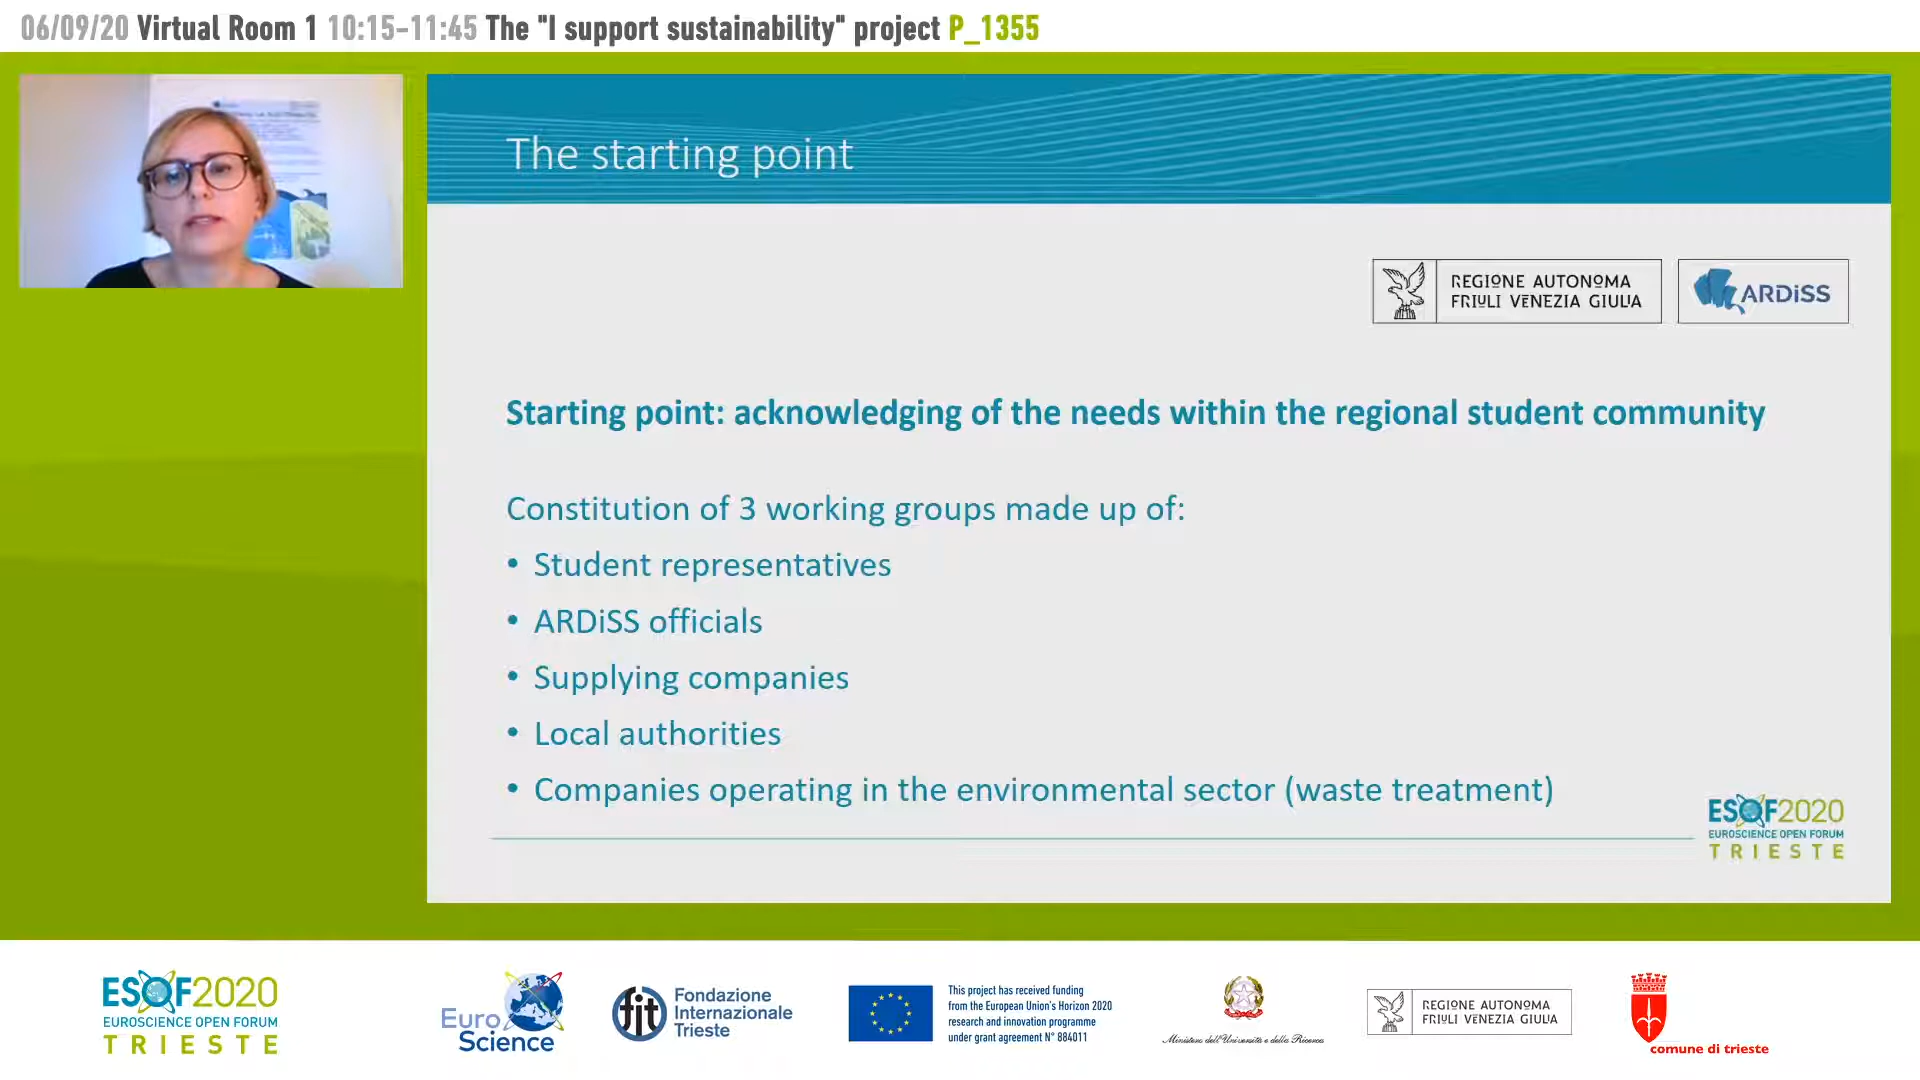 06/09/20 Virtual Room 1 10:15-11:45 The "I support sustainability" project P_1355
The starting point
REGIONE AUTONOMA
FRIULI VENEZIA GIULIA
ARDiSS
Starting point: acknowledging of the needs within the regional student community
Constitution of 3 working groups made up of:
• Student representatives
• ARDiSS officials
• Supplying companies
• Local authorities
• Companies operating in the environmental sector (waste treatment)
ESOF2020
EUROSCIENCE OPEN FORUM
TRIESTE
ESOF2020
EUROSCIENCE OPEN FORUM
TRIESTE
Euro
Science
fit
Fondazione
Internazionale
Trieste
This project has received funding
from the European Union's Horizon 2020
research and innovation programme
under grant agreement N° 884011
Ministero dell'Università e della Ricerca
REGIONE AUTONOMA
FRIULI VENEZIA GIULIA
comune di trieste